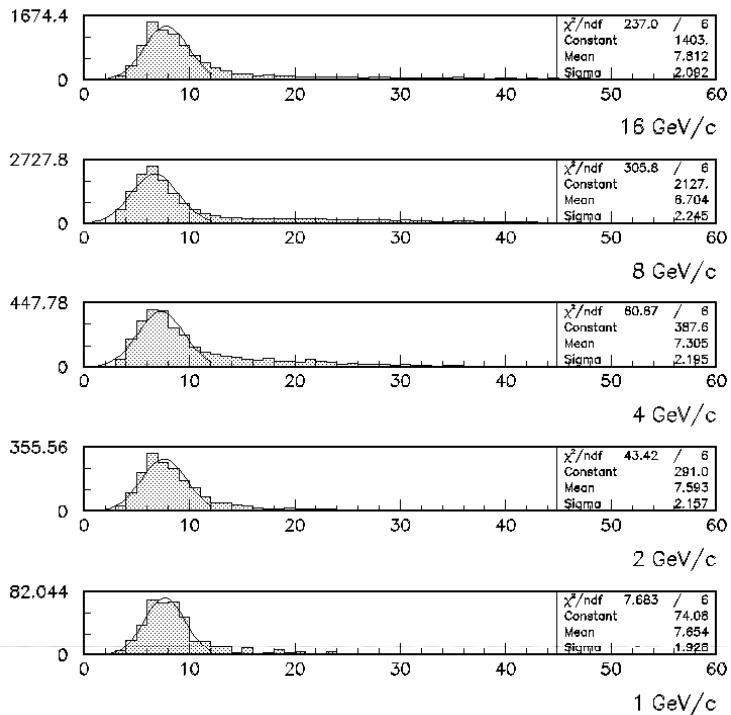 1674.4
χ²/ndf 237.0 / 6
Constant 1403.
Mean 7.812
Sigma 2.092
0
0 10 20 30 40 50 60
16 GeV/c
2727.8
χ²/ndf 305.8 / 6
Constant 2127.
Mean 6.704
Sigma 2.245
0
0 10 20 30 40 50 60
8 GeV/c
447.78
χ²/ndf 60.87 / 6
Constant 387.6
Mean 7.305
Sigma 2.195
0
0 10 20 30 40 50 60
4 GeV/c
355.56
χ²/ndf 43.42 / 6
Constant 291.0
Mean 7.593
Sigma 2.157
0
0 10 20 30 40 50 60
2 GeV/c
82.044
χ²/ndf 7.683 / 6
Constant 74.08
Mean 7.654
Sigma
0
0 10 20 30 40 50 60
1 GeV/c